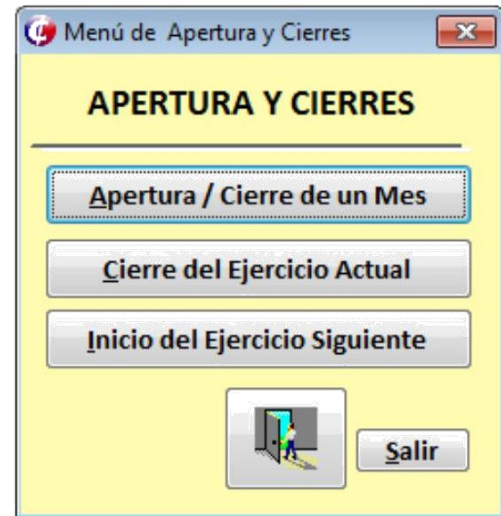 Menú de Apertura y Cierres
APERTURA Y CIERRES
Apertura / Cierre de un Mes
Cierre del Ejercicio Actual
Inicio del Ejercicio Siguiente
Salir